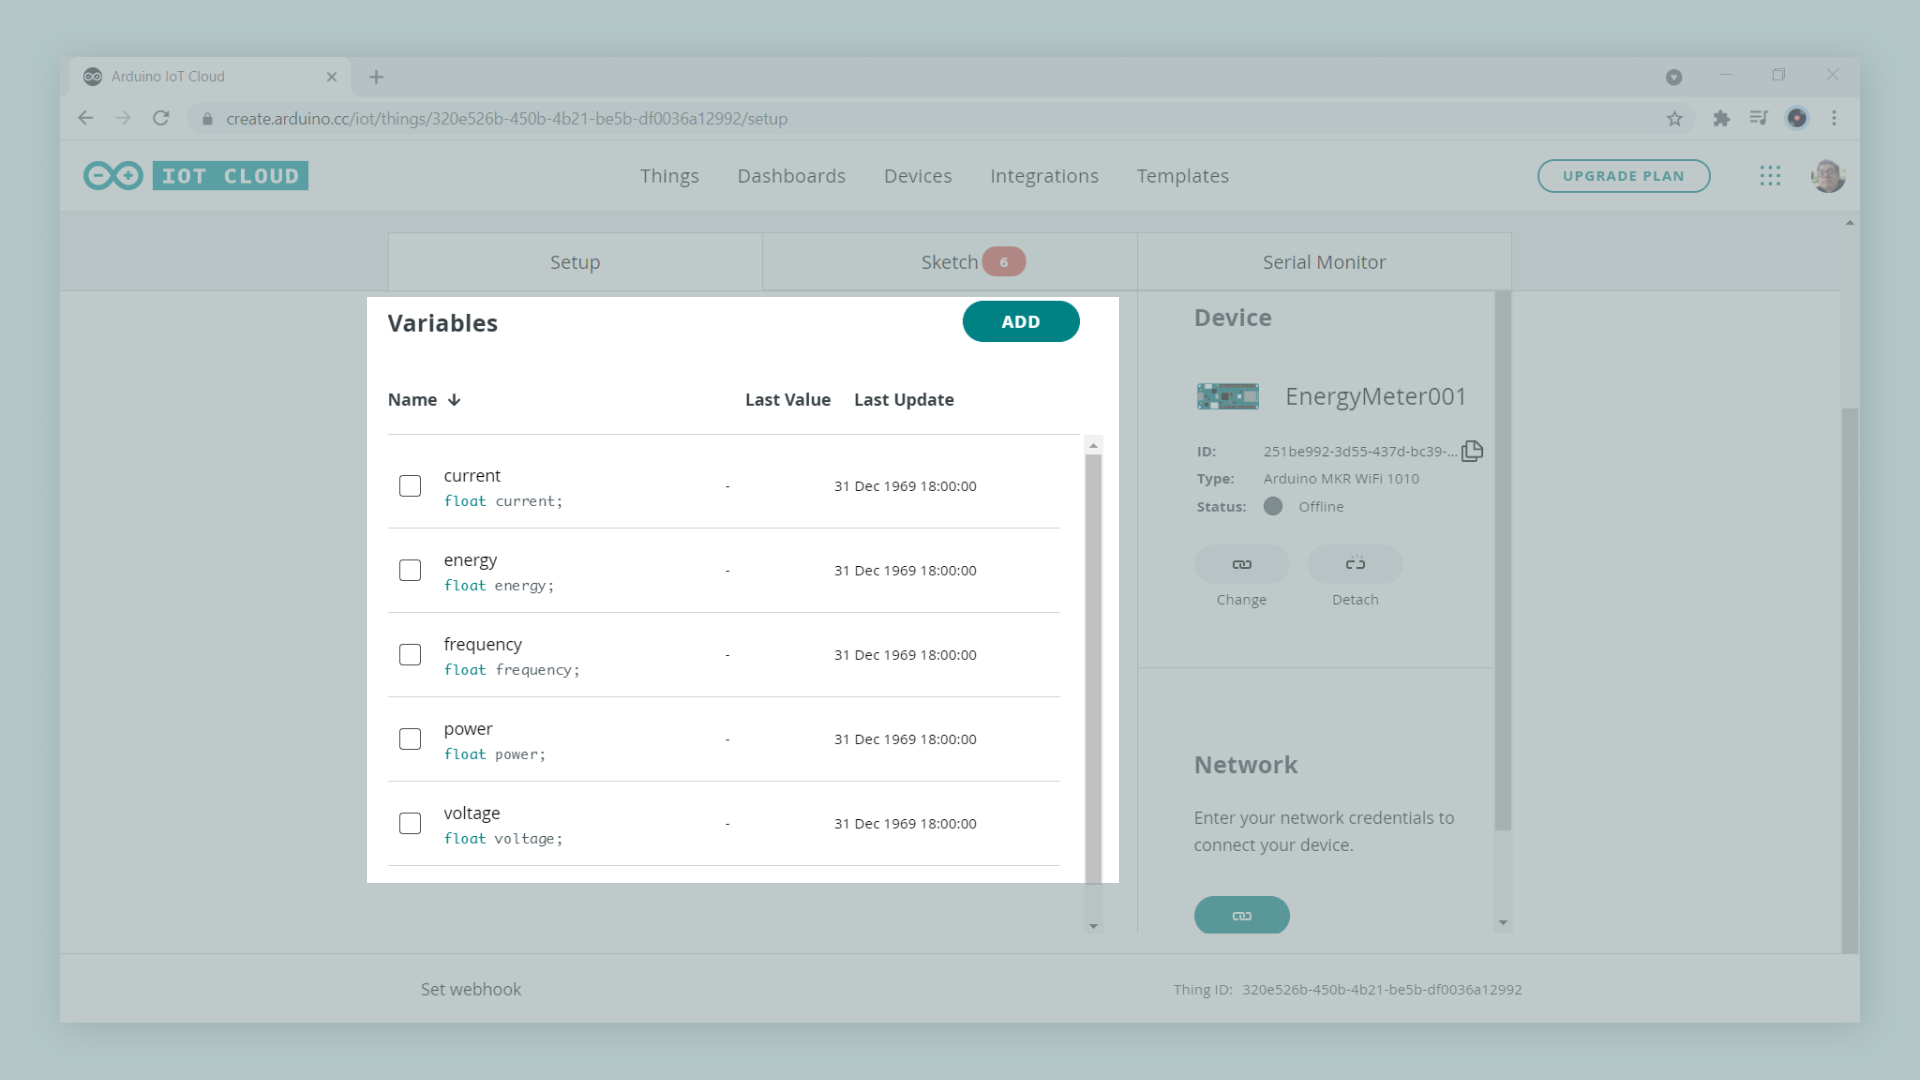 Arduino IoT Cloud
create.arduino.cc/iot/things/320e526b-450b-4b21-be5b-df0036a12992/setup
IOT CLOUD
Things Dashboards Devices Integrations Templates
UPGRADE PLAN
Setup
Sketch 6
Serial Monitor
Variables
ADD
Name Last Value Last Update
current
float current;
- 31 Dec 1969 18:00:00
energy
float energy;
- 31 Dec 1969 18:00:00
frequency
float frequency;
- 31 Dec 1969 18:00:00
power
float power;
- 31 Dec 1969 18:00:00
voltage
float voltage;
- 31 Dec 1969 18:00:00
Device
EnergyMeter001
ID: 251be992-3d55-437d-bc39-...
Type: Arduino MKR WiFi 1010
Status: Offline
Change Detach
Network
Enter your network credentials to
connect your device.
Set webhook
Thing ID: 320e526b-450b-4b21-be5b-df0036a12992